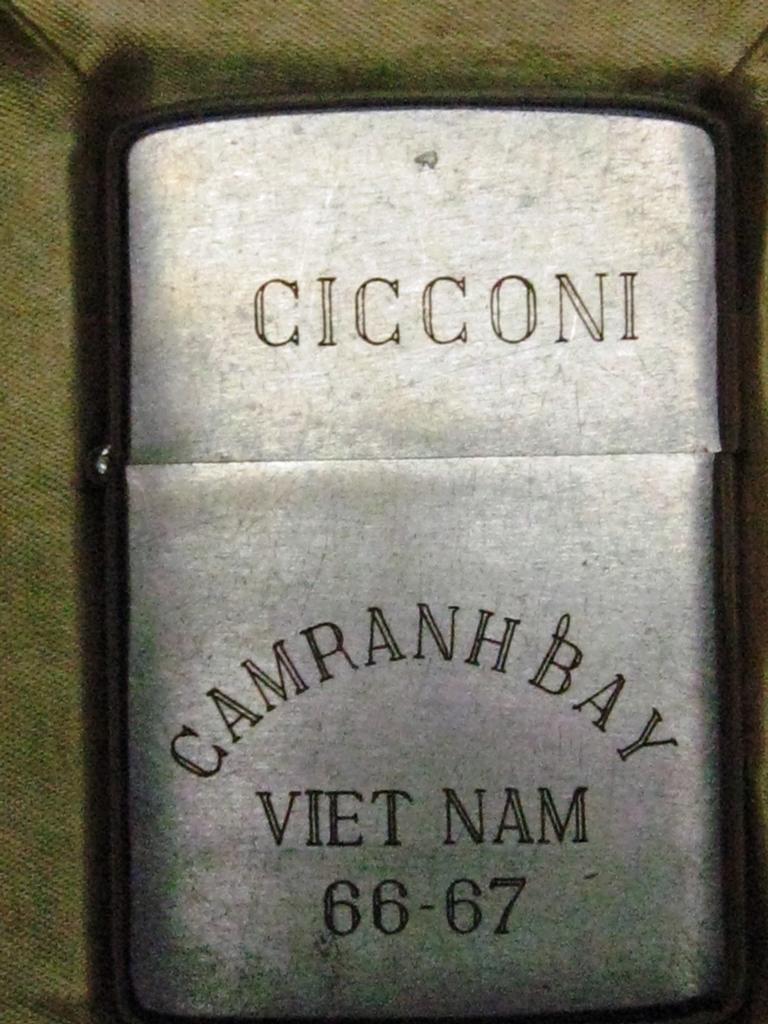 CICCONI
CAMRANH BAY
VIET NAM
66-67